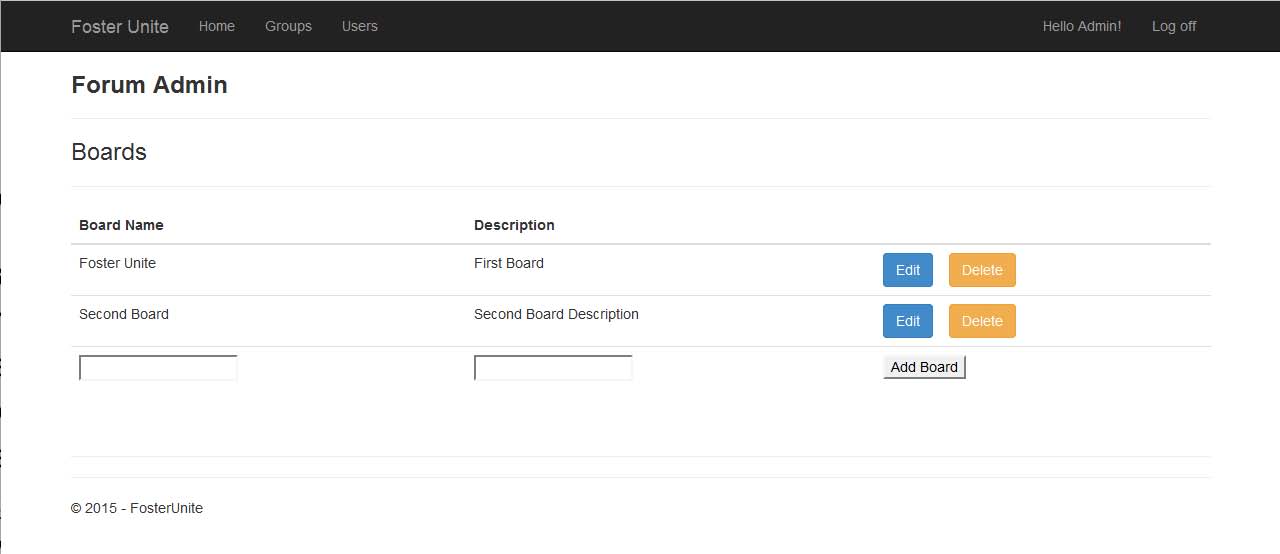 Foster Unite Home Groups Users Hello Admin! Log off
Forum Admin
Boards
Board Name Description
Foster Unite First Board Edit Delete
Second Board Second Board Description Edit Delete
Add Board
© 2015 - FosterUnite